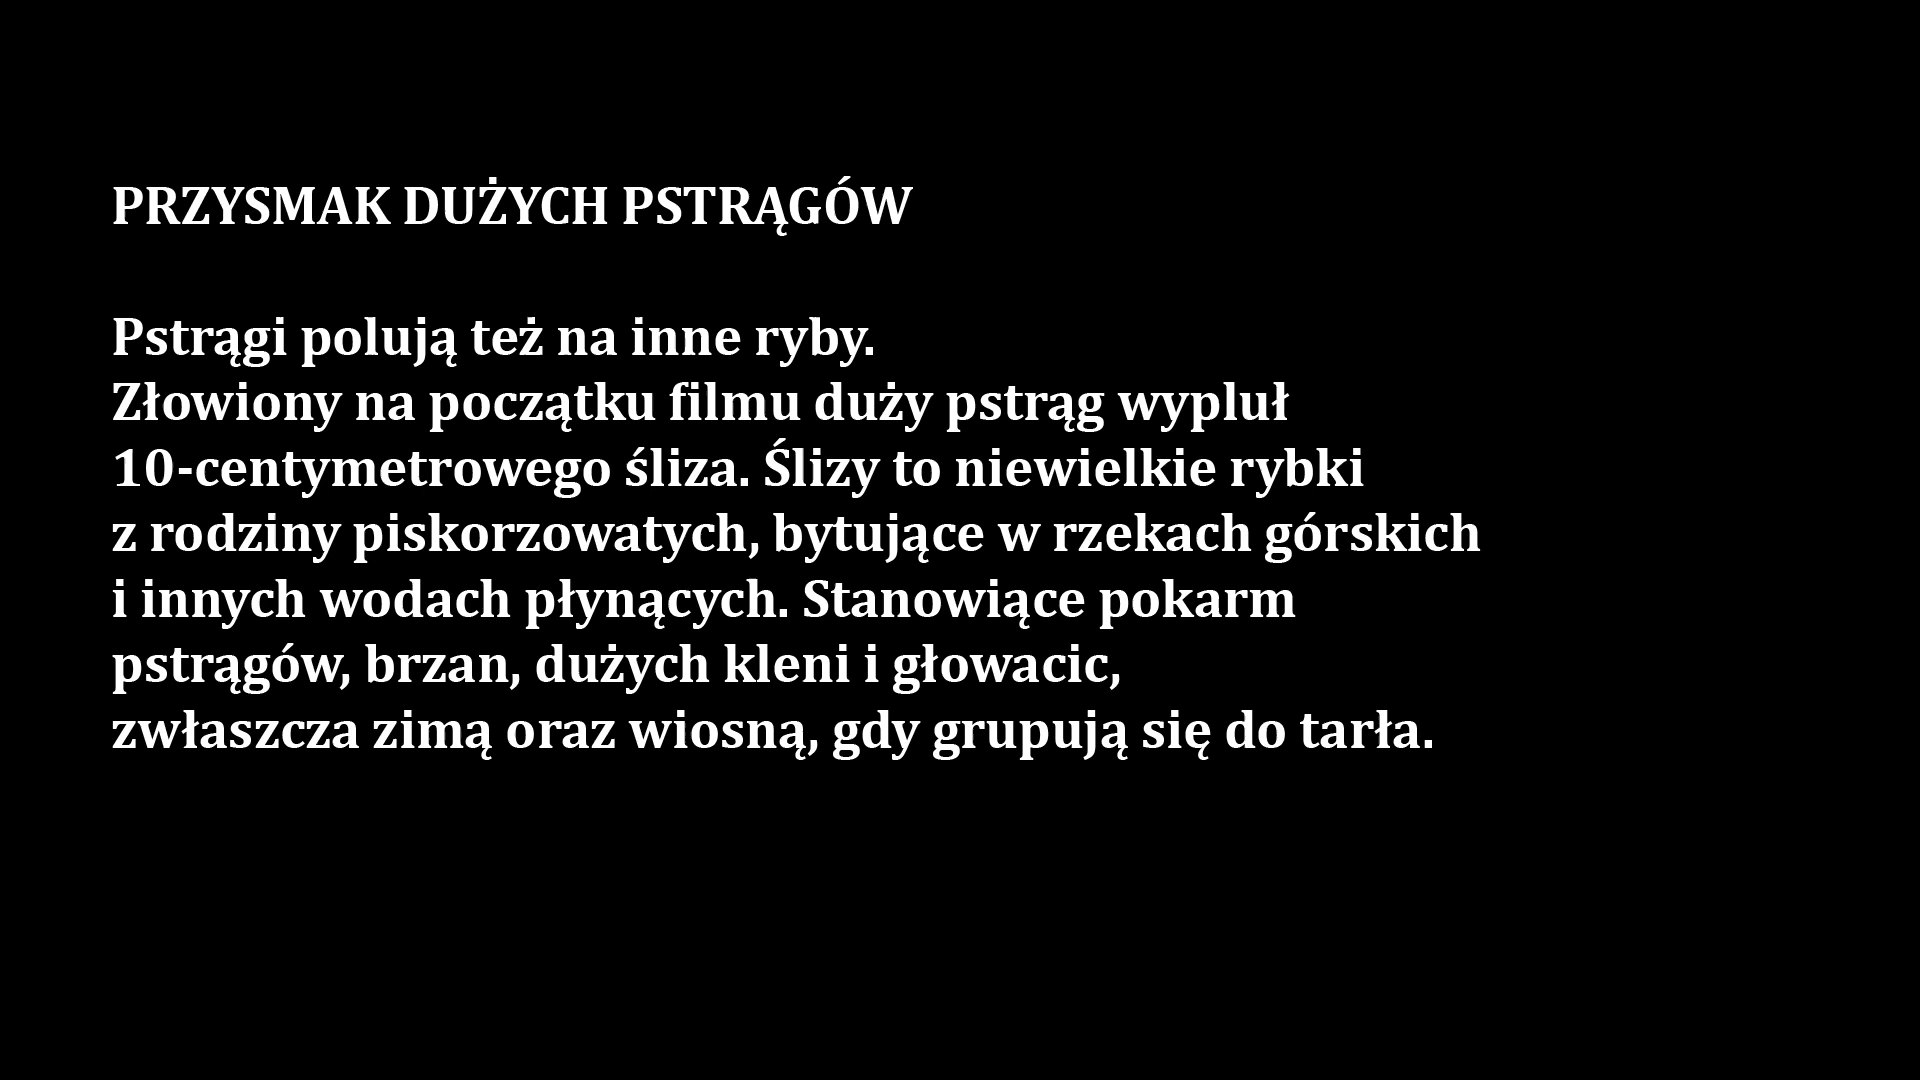 PRZYSMAK DUŻYCH PSTRĄGÓW
Pstrągi polują też na inne ryby.
Złowiony na początku filmu duży pstrąg wypluł
10-centymetrowego śliza. Ślizy to niewielkie rybki
z rodziny piskorzowatych, bytujące w rzekach górskich
i innych wodach płynących. Stanowiące pokarm
pstrągów, brzan, dużych kleni i głowacic,
zwłaszcza zimą oraz wiosną, gdy grupują się do tarła.